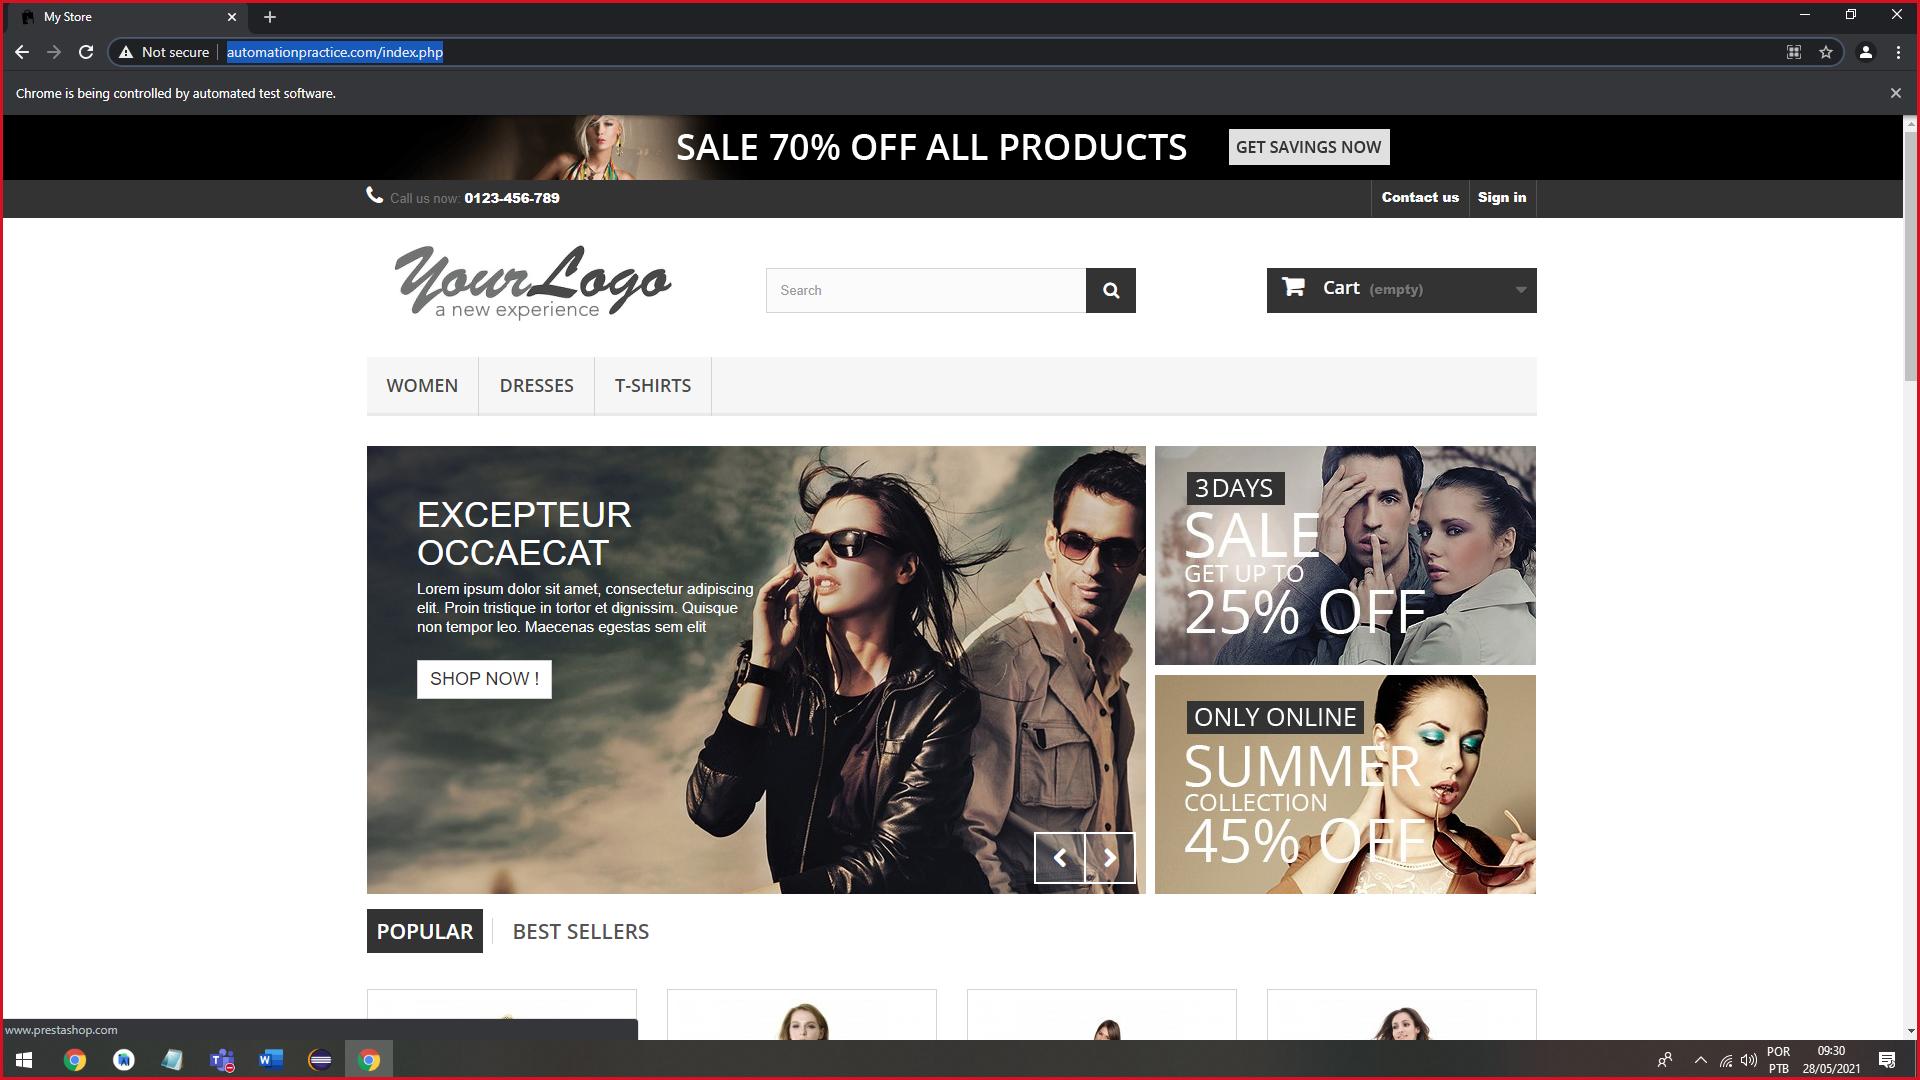 My Store
Not secure
automationpractice.com/index.php
Chrome is being controlled by automated test software.
SALE 70% OFF ALL PRODUCTS
GET SAVINGS NOW
Call us now: 0123-456-789
Contact us
Sign in
YourLogo
a new experience
Search
Cart (empty)
WOMEN
DRESSES
T-SHIRTS
EXCEPTEUR
OCCAECAT
Lorem ipsum dolor sit amet, consectetur adipiscing
elit. Proin tristique in tortor et dignissim. Quisque
non tempor leo. Maecenas egestas sem elit
SHOP NOW !
3DAYS
SALE
GET UP TO
25% OFF
ONLY ONLINE
SUMMER
COLLECTION
45% OFF
POPULAR
BEST SELLERS
www.prestashop.com
POR
PTB
09:30
28/05/2021